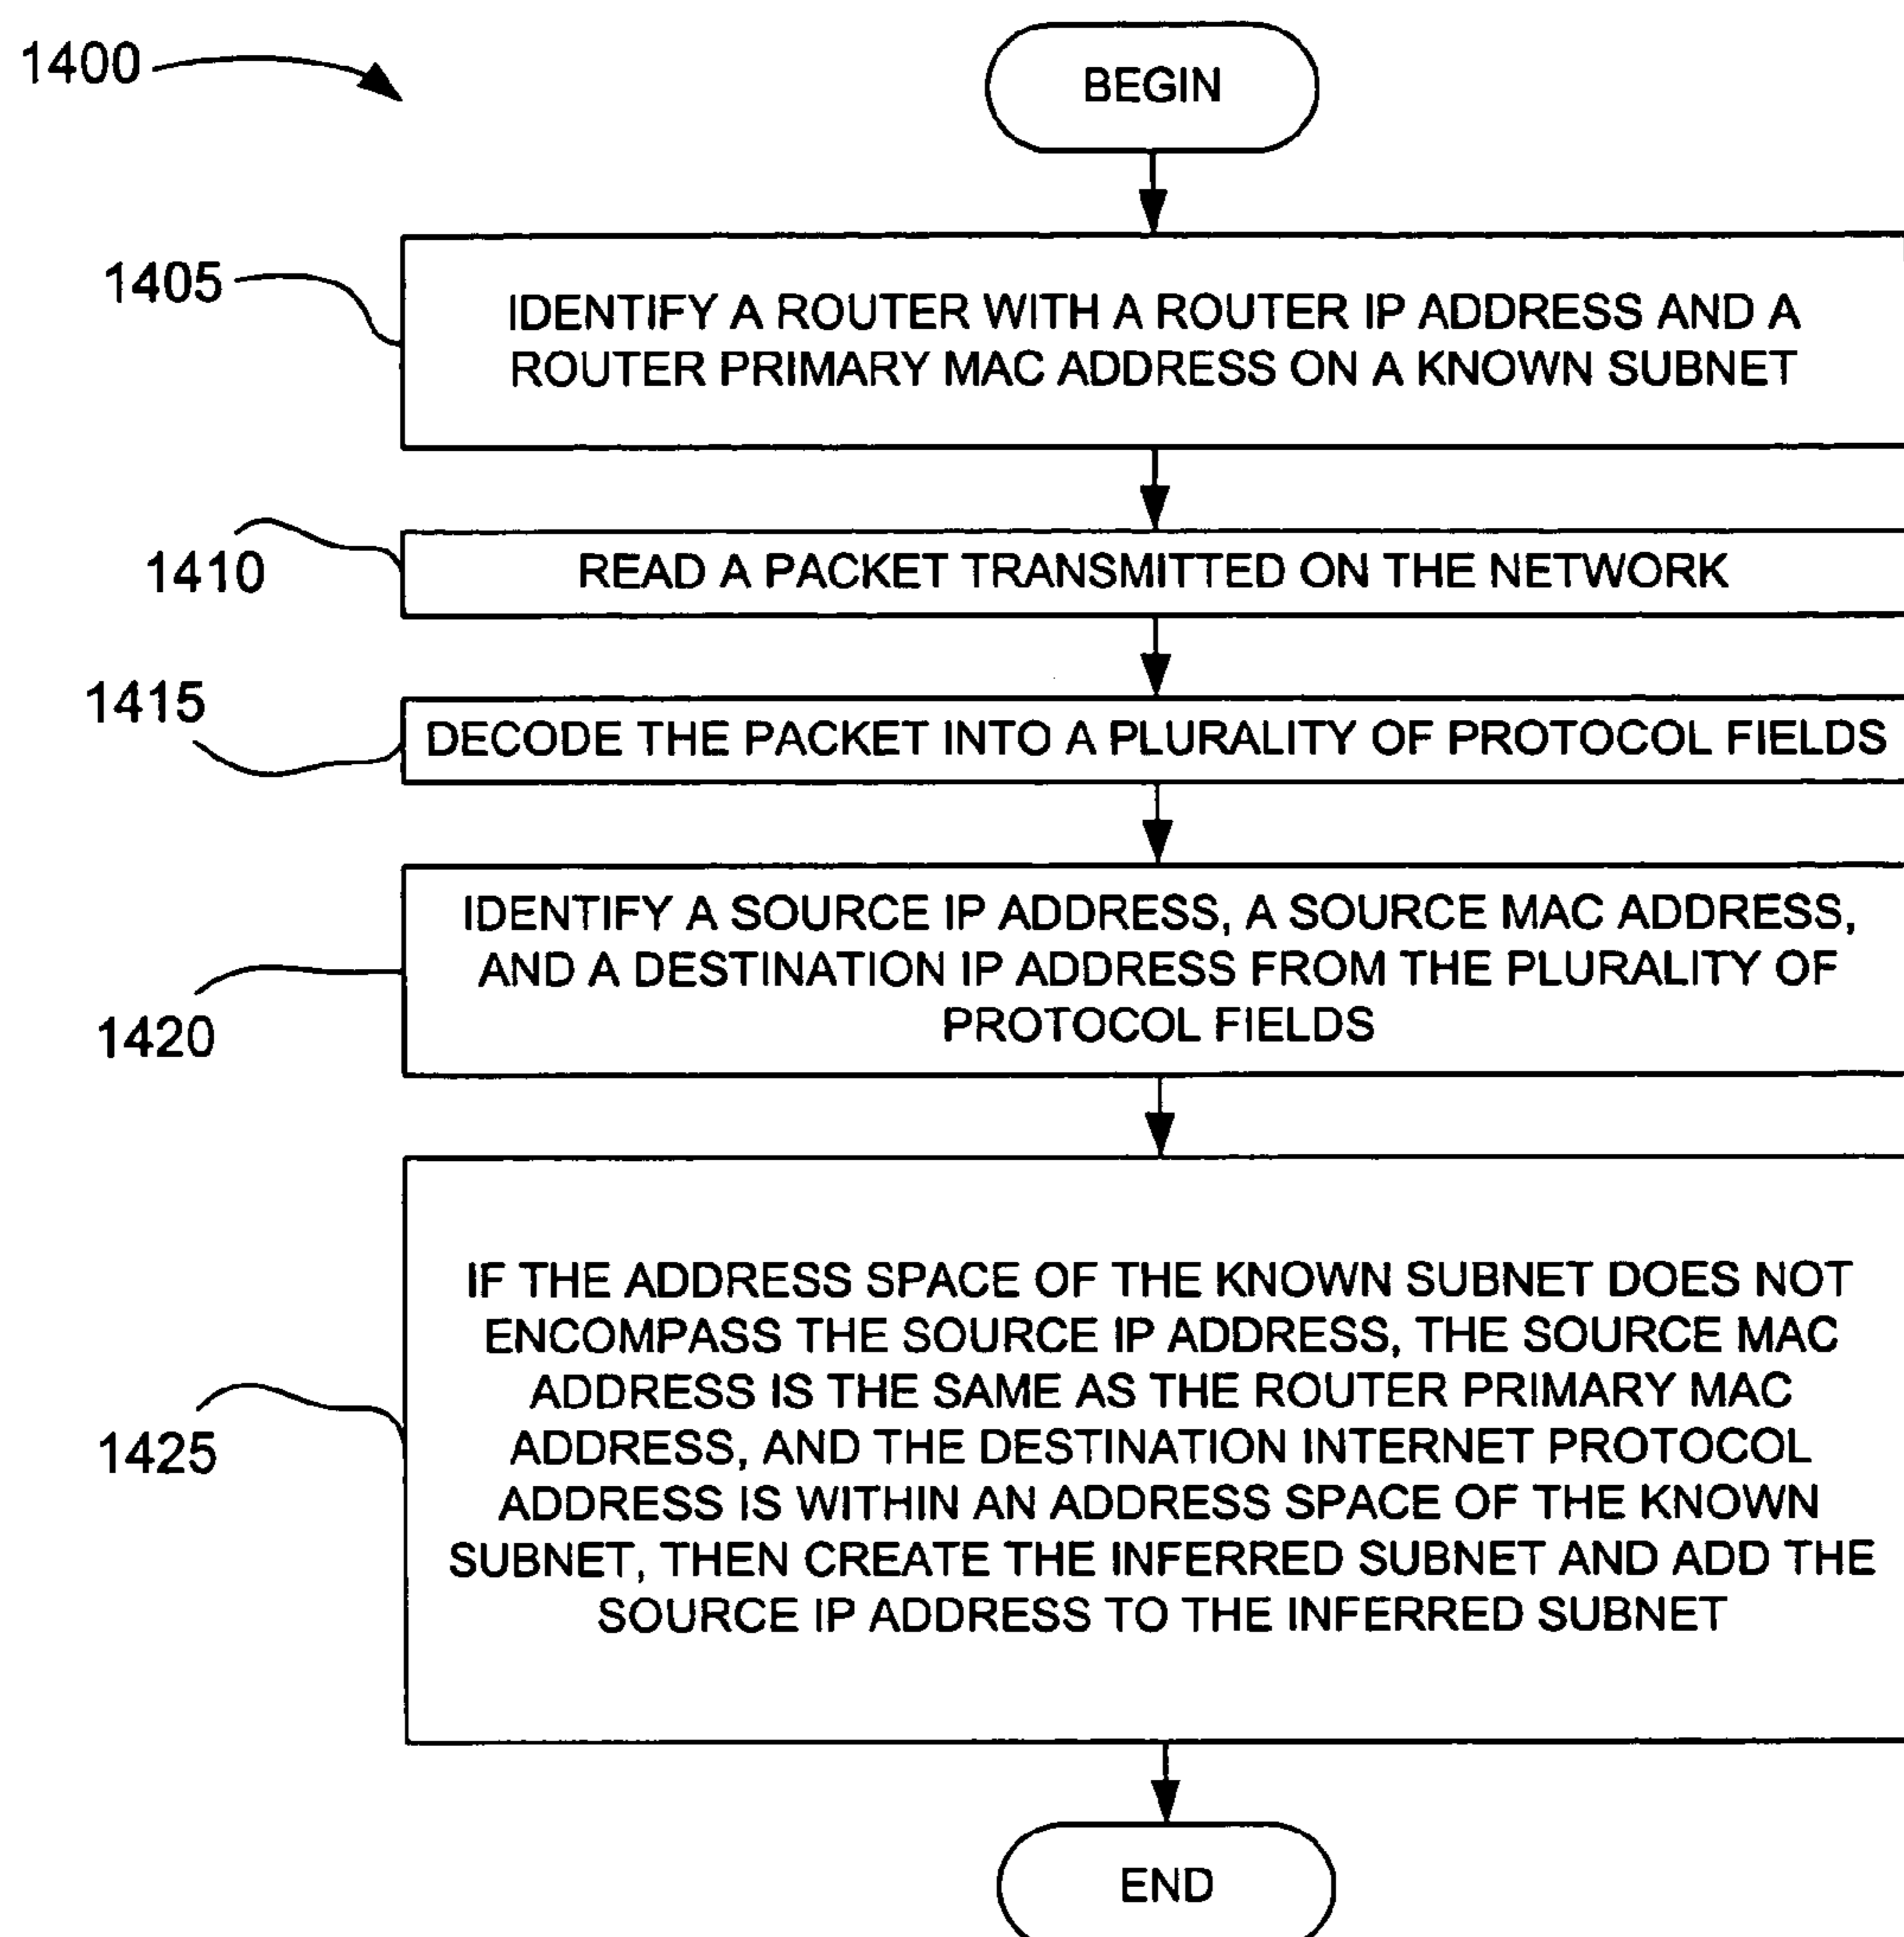 1400
BEGIN
1405
IDENTIFY A ROUTER WITH A ROUTER IP ADDRESS AND A
ROUTER PRIMARY MAC ADDRESS ON A KNOWN SUBNET
1410
READ A PACKET TRANSMITTED ON THE NETWORK
1415
DECODE THE PACKET INTO A PLURALITY OF PROTOCOL FIELDS
1420
IDENTIFY A SOURCE IP ADDRESS, A SOURCE MAC ADDRESS,
AND A DESTINATION IP ADDRESS FROM THE PLURALITY OF
PROTOCOL FIELDS
1425
IF THE ADDRESS SPACE OF THE KNOWN SUBNET DOES NOT
ENCOMPASS THE SOURCE IP ADDRESS, THE SOURCE MAC
ADDRESS IS THE SAME AS THE ROUTER PRIMARY MAC
ADDRESS, AND THE DESTINATION INTERNET PROTOCOL
ADDRESS IS WITHIN AN ADDRESS SPACE OF THE KNOWN
SUBNET, THEN CREATE THE INFERRED SUBNET AND ADD THE
SOURCE IP ADDRESS TO THE INFERRED SUBNET
END